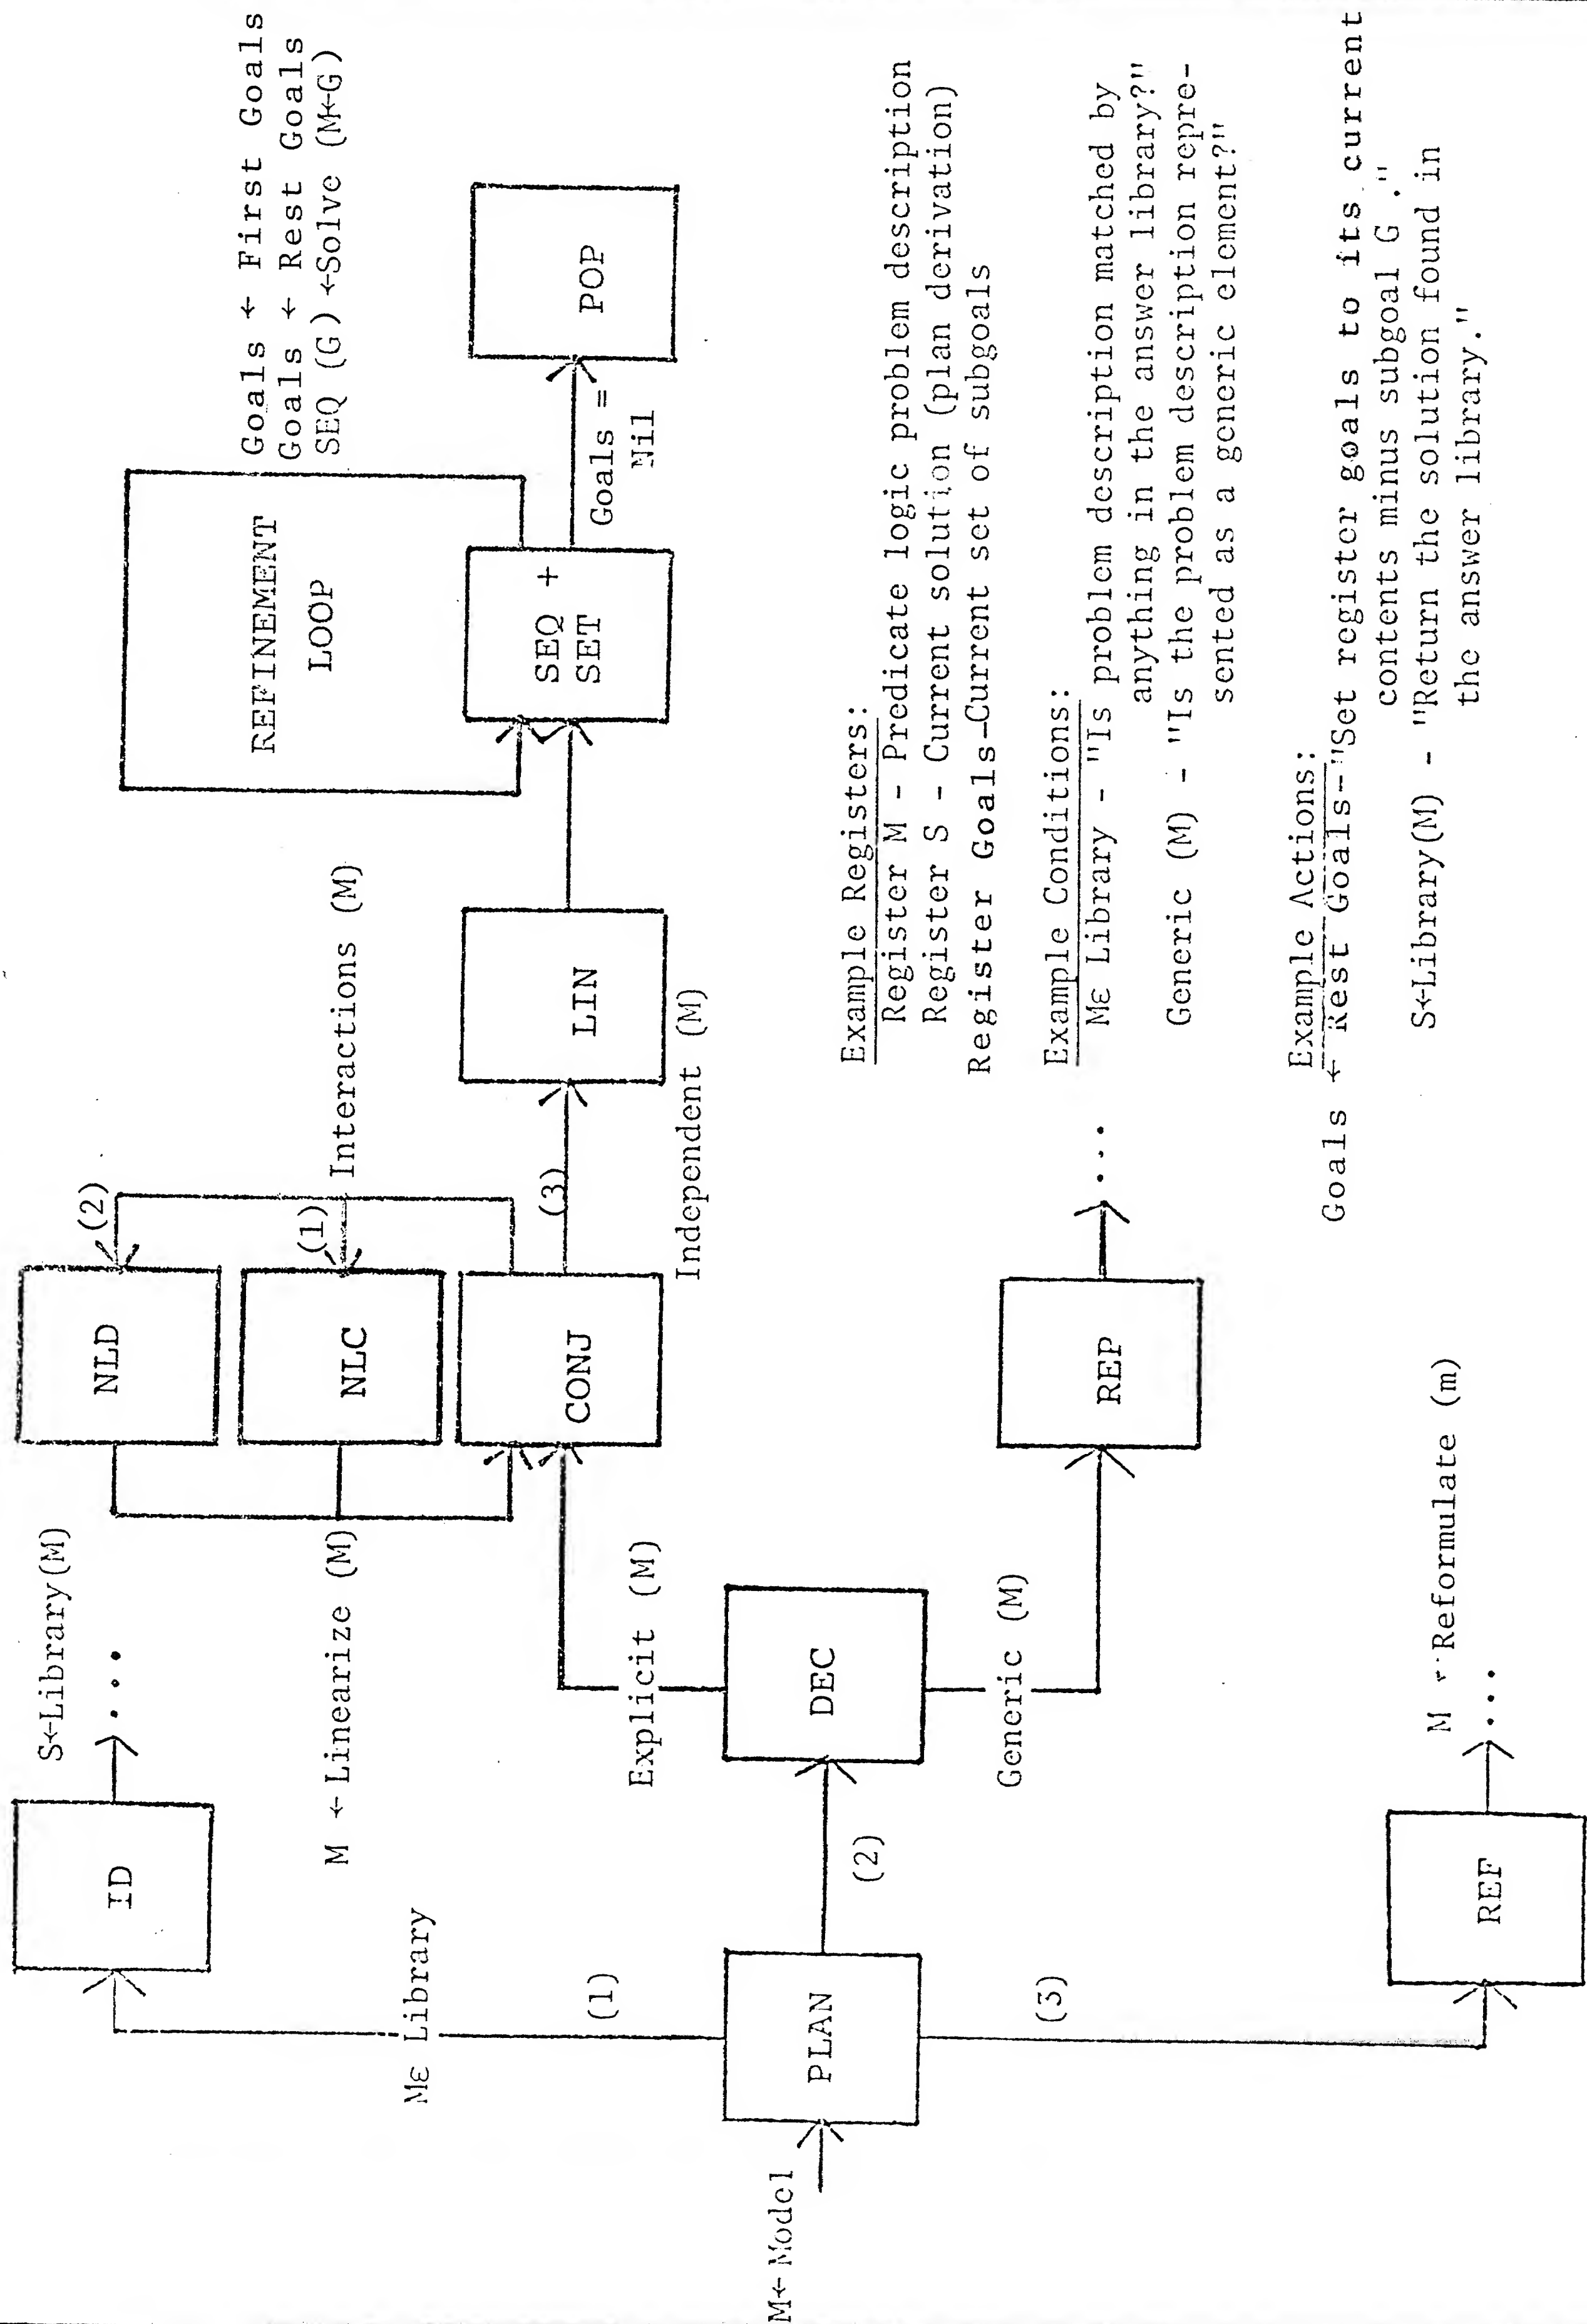 M← Model
PLAN
(1)
Mε Library
ID
S←Library(M)
. . .
(2)
DEC
(3)
REF
M Reformulate (m)
...
Explicit (M)
Generic (M)
REP
...
M ← Linearize (M)
NLD
NLC
CONJ
(2)
(1)
Interactions (M)
(3)
Independent (M)
LIN
REFINEMENT
LOOP
SEQ +
SET
Goals ← First Goals
Goals ← Rest Goals
SEQ (G) ←Solve (M←G)
Goals =
Nil
POP
Example Registers:
Register M - Predicate logic problem description
Register S - Current solution (plan derivation)
Register Goals-Current set of subgoals
Example Conditions:
Mε Library - "Is problem description matched by
anything in the answer library?"
Generic (M) - "Is the problem description repre-
sented as a generic element?"
Example Actions:
Goals ← Rest Goals-"Set register goals to its current
contents minus subgoal G ."
S←Library(M) - "Return the solution found in
the answer library."